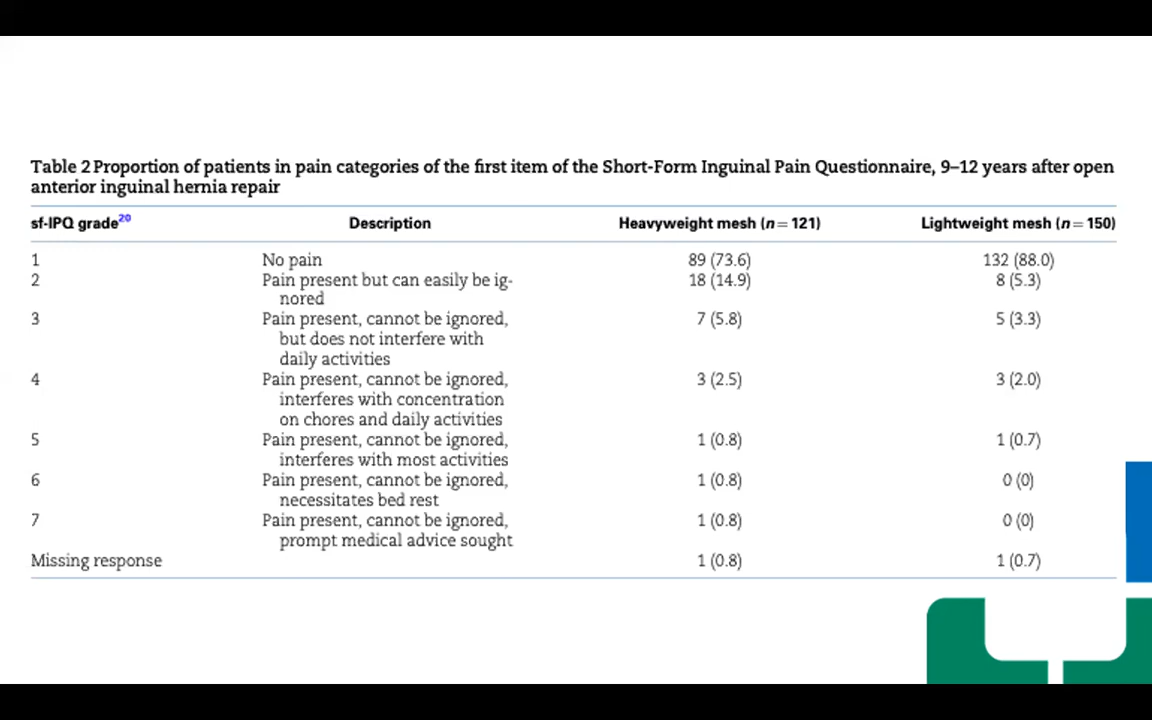 Table 2 Proportion of patients in pain categories of the first item of the Short-Form Inguinal Pain Questionnaire, 9–12 years after open
anterior inguinal hernia repair
sf-IPQ grade20 Description Heavyweight mesh (n = 121) Lightweight mesh (n = 150)
1 No pain 89 (73.6) 132 (88.0)
2 Pain present but can easily be ig- 18 (14.9) 8 (5.3)
nored
3 Pain present, cannot be ignored, 7 (5.8) 5 (3.3)
but does not interfere with
daily activities
4 Pain present, cannot be ignored, 3 (2.5) 3 (2.0)
interferes with concentration
on chores and daily activities
5 Pain present, cannot be ignored, 1 (0.8) 1 (0.7)
interferes with most activities
6 Pain present, cannot be ignored, 1 (0.8) 0 (0)
necessitates bed rest
7 Pain present, cannot be ignored, 1 (0.8) 0 (0)
prompt medical advice sought
Missing response 1 (0.8) 1 (0.7)